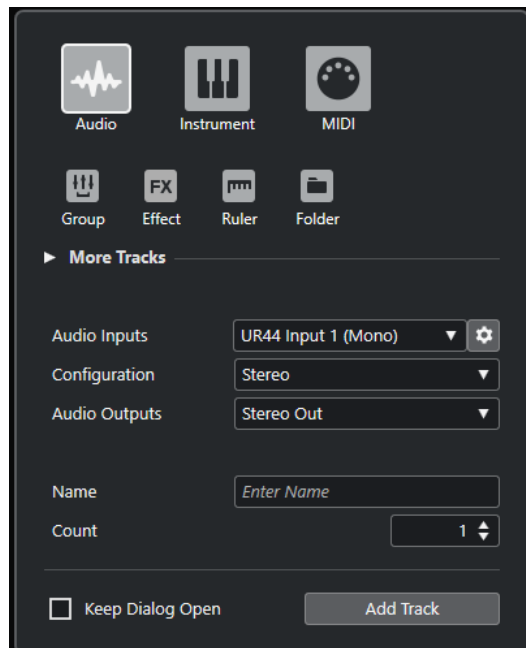 Audio Instrument MIDI
FX
Group Effect Ruler Folder
More Tracks
Audio Inputs UR44 Input 1 (Mono)
Configuration Stereo
Audio Outputs Stereo Out
Name Enter Name
Count 1
Keep Dialog Open Add Track